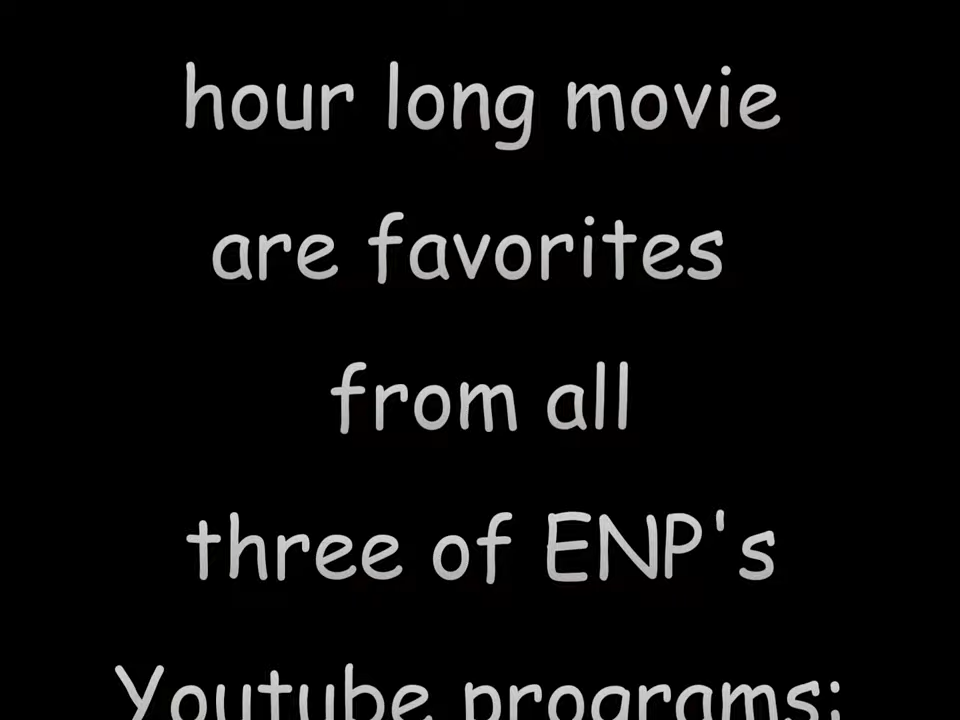 hour long movie
are favorites
from all
three of ENP's
Youtube programs: